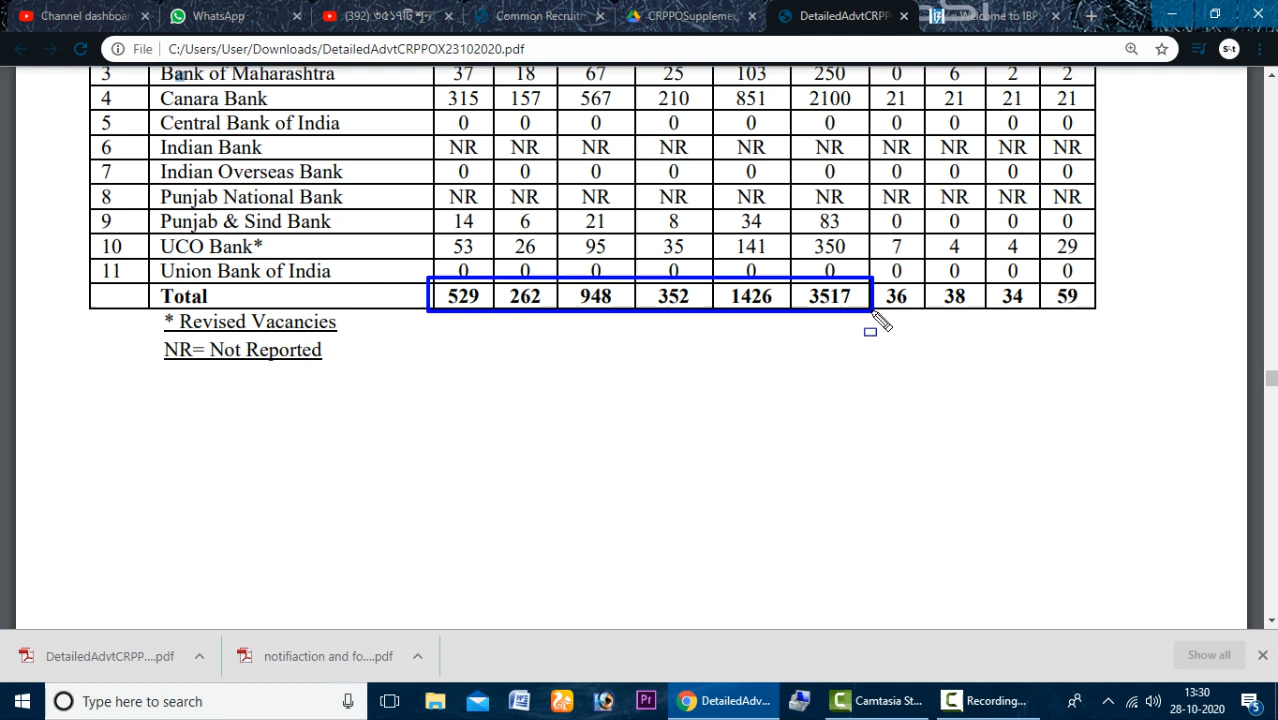 Channel dashboa
WhatsApp
Common Recruitm
CRPPOSupplemen
DetailedAdvtCRPP
Welcome to IBP
File C:/Users/User/Downloads/DetailedAdvtCRPPOX23102020.pdf
3 Bank of Maharashtra 37 18 67 25 103 250 0 6 2 2
4 Canara Bank 315 157 567 210 851 2100 21 21 21 21
5 Central Bank of India 0 0 0 0 0 0 0 0 0 0
6 Indian Bank NR NR NR NR NR NR NR NR NR NR
7 Indian Overseas Bank 0 0 0 0 0 0 0 0 0 0
8 Punjab National Bank NR NR NR NR NR NR NR NR NR NR
9 Punjab & Sind Bank 14 6 21 8 34 83 0 0 0 0
10 UCO Bank* 53 26 95 35 141 350 7 4 4 29
11 Union Bank of India 0 0 0 0 0 0 0 0 0 0
Total 529 262 948 352 1426 3517 36 38 34 59
* Revised Vacancies
NR= Not Reported
DetailedAdvtCRPP....pdf
notifiaction and fo....pdf
Show all
Type here to search
DetailedAdv...
Camtasia St...
Recording...
13:30
28-10-2020
5